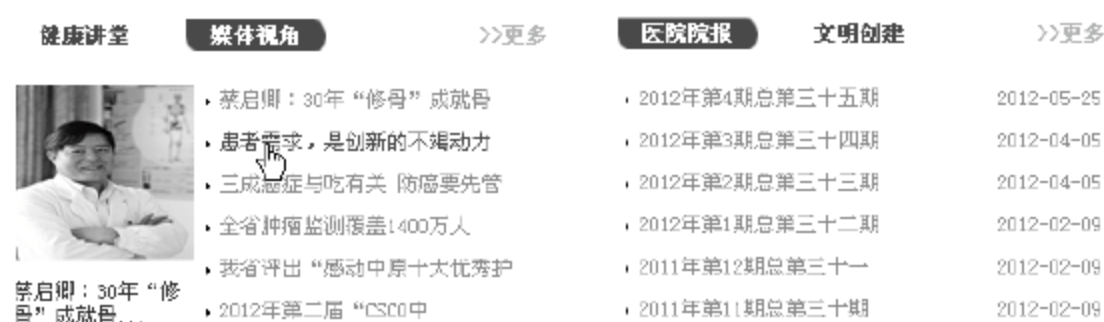 健康讲堂 媒体视角 >>更多
蔡启卿：30年“修骨”成就骨
患者需求，是创新的不竭动力
三成癌症与吃有关 防癌要先管
全省肿瘤监测覆盖1400万人
我省评出“感动中原十大优秀护
2012年第二届“CSCO中
蔡启卿：30年“修
骨”成就骨...
医院院报 文明创建 >>更多
2012年第4期总第三十五期 2012-05-25
2012年第3期总第三十四期 2012-04-05
2012年第2期总第三十三期 2012-04-05
2012年第1期总第三十二期 2012-02-09
2011年第12期总第三十一 2012-02-09
2011年第11期总第三十期 2012-02-09